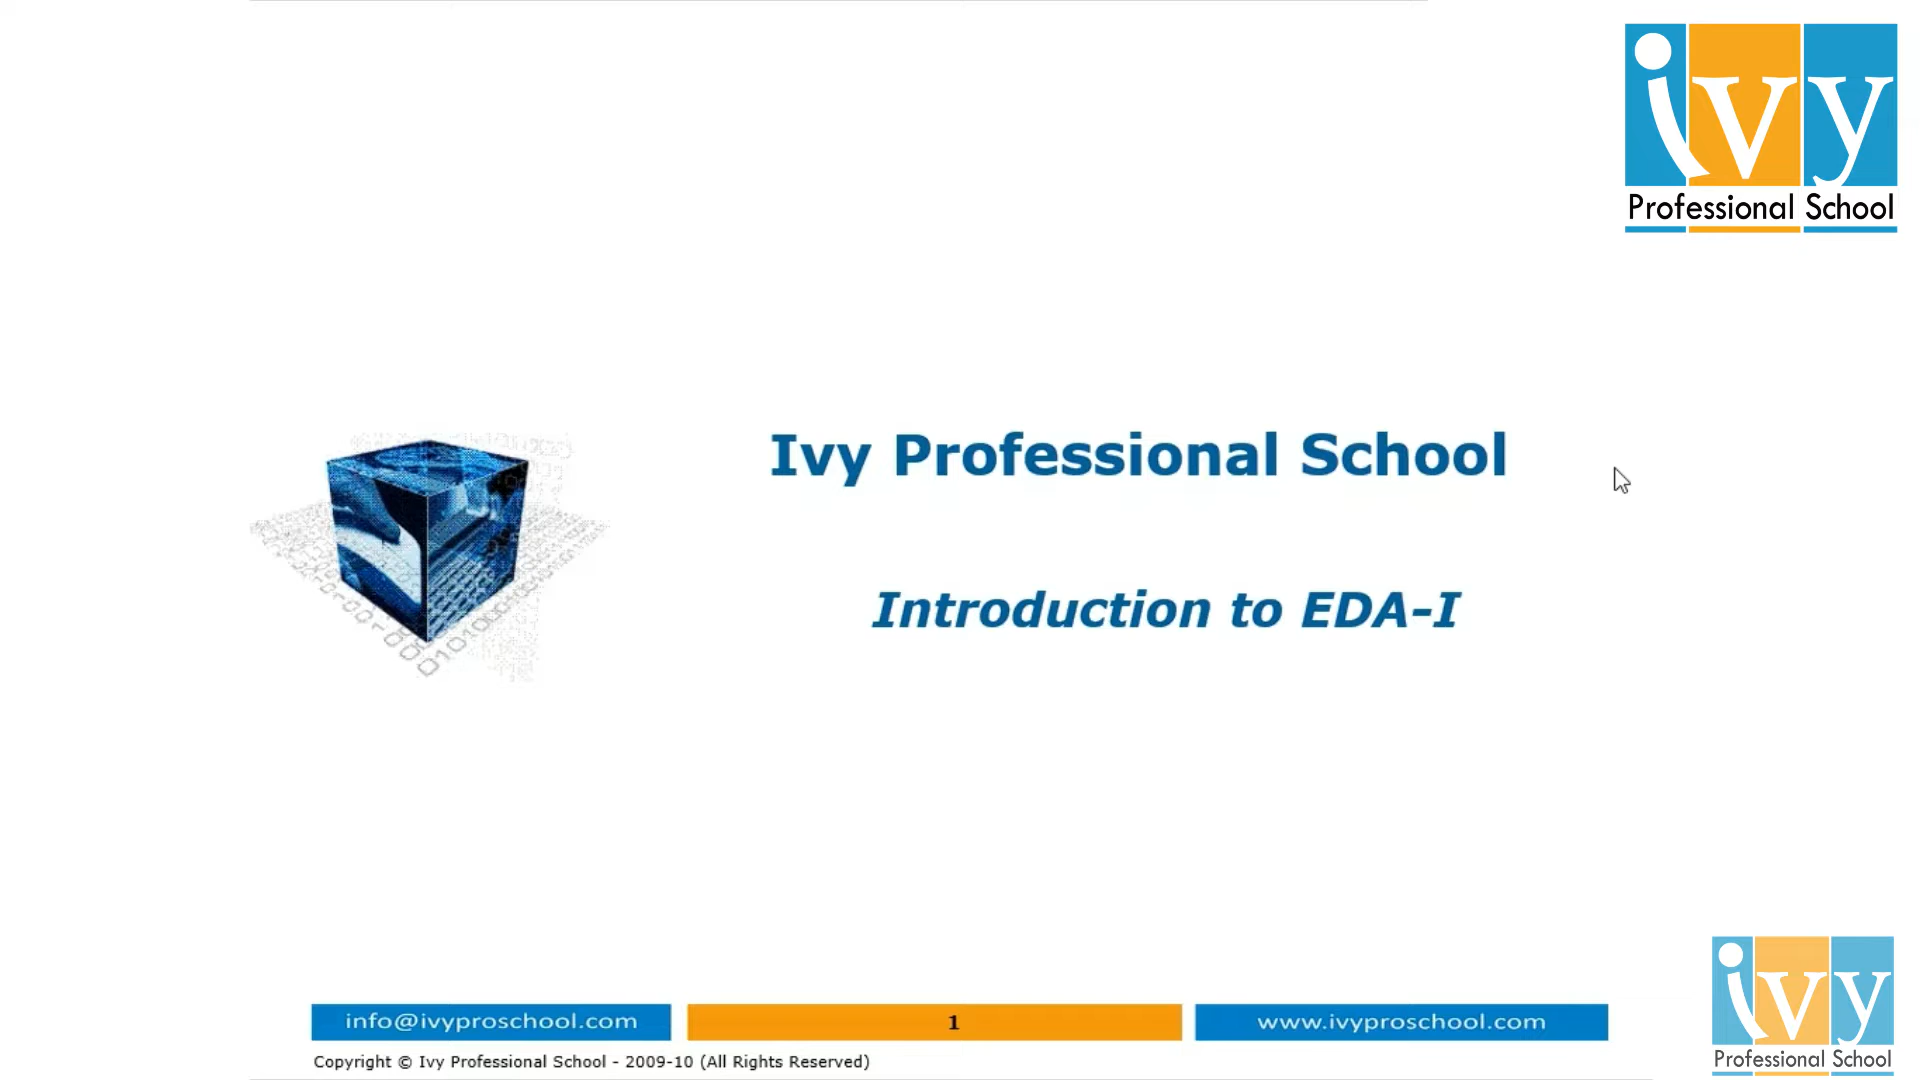 ivy
Professional School
Ivy Professional School
Introduction to EDA-I
info@ivyproschool.com
1
www.ivyproschool.com
Copyright © Ivy Professional School - 2009-10 (All Rights Reserved)
ivy
Professional School